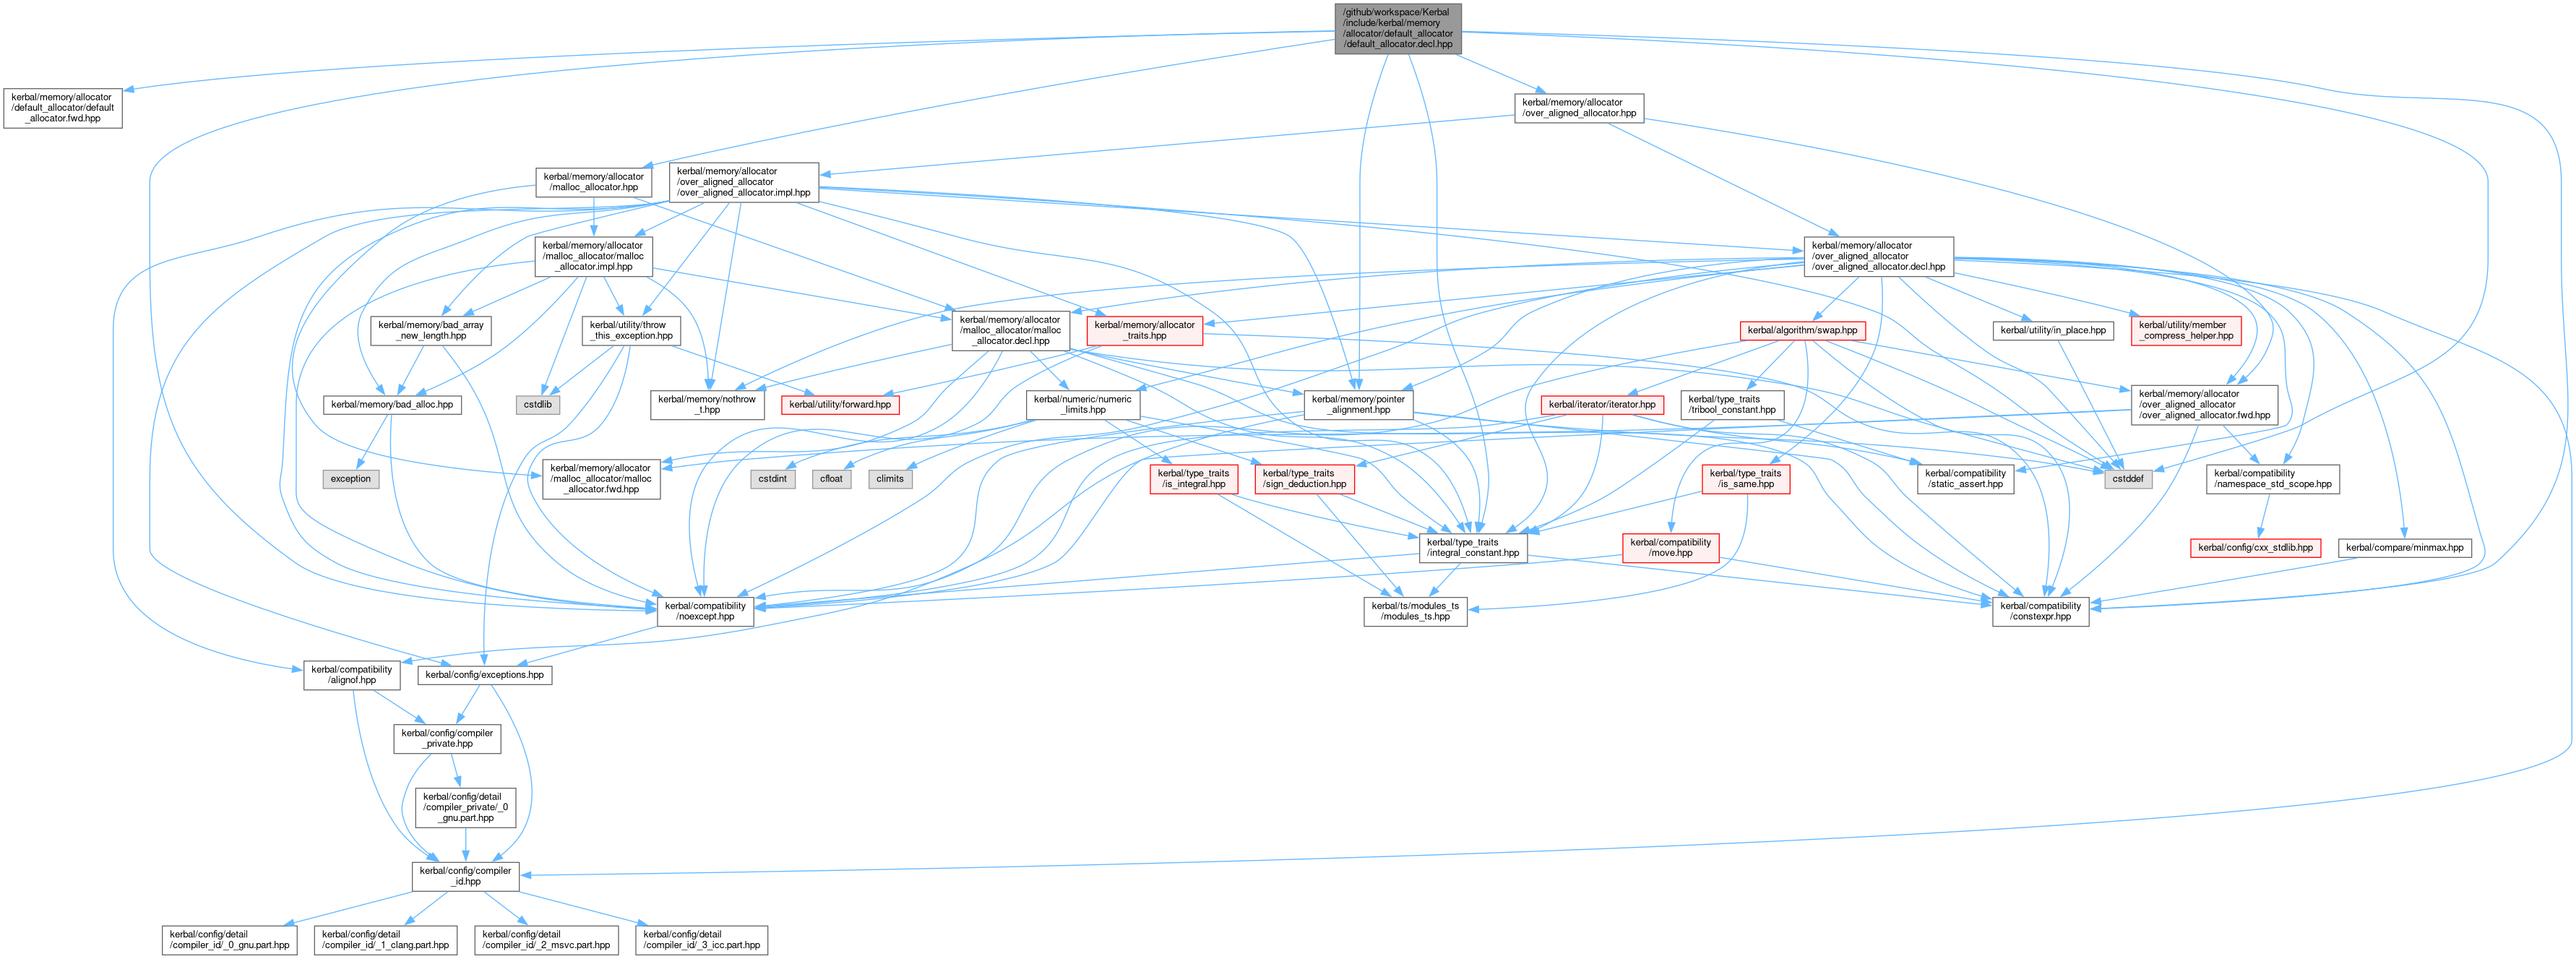 /github/workspace/Kerbal
/include/kerbal/memory
/allocator/default_allocator
/default_allocator.decl.hpp
kerbal/memory/allocator
/default_allocator/default
_allocator.fwd.hpp
kerbal/memory/allocator
/over_aligned_allocator.hpp
kerbal/memory/allocator
/malloc_allocator.hpp
kerbal/memory/allocator
/over_aligned_allocator
/over_aligned_allocator.impl.hpp
kerbal/memory/allocator
/malloc_allocator/malloc
_allocator.impl.hpp
kerbal/memory/allocator
/over_aligned_allocator
/over_aligned_allocator.decl.hpp
kerbal/memory/bad_array
_new_length.hpp
kerbal/utility/throw
_this_exception.hpp
kerbal/memory/allocator
/malloc_allocator/malloc
_allocator.decl.hpp
kerbal/memory/allocator
_traits.hpp
kerbal/algorithm/swap.hpp
kerbal/utility/in_place.hpp
kerbal/utility/member
_compress_helper.hpp
kerbal/memory/bad_alloc.hpp
cstdlib
kerbal/memory/nothrow
_t.hpp
kerbal/utility/forward.hpp
kerbal/numeric/numeric
_limits.hpp
kerbal/memory/pointer
_alignment.hpp
kerbal/iterator/iterator.hpp
kerbal/type_traits
/tribool_constant.hpp
kerbal/memory/allocator
/over_aligned_allocator
/over_aligned_allocator.fwd.hpp
exception
kerbal/memory/allocator
/malloc_allocator/malloc
_allocator.fwd.hpp
cstdint
cfloat
climits
kerbal/type_traits
/is_integral.hpp
kerbal/type_traits
/sign_deduction.hpp
kerbal/type_traits
/is_same.hpp
kerbal/compatibility
/static_assert.hpp
cstddef
kerbal/compatibility
/namespace_std_scope.hpp
kerbal/type_traits
/integral_constant.hpp
kerbal/compatibility
/move.hpp
kerbal/config/cxx_stdlib.hpp
kerbal/compare/minmax.hpp
kerbal/compatibility
/noexcept.hpp
kerbal/ts/modules_ts
/modules_ts.hpp
kerbal/compatibility
/constexpr.hpp
kerbal/compatibility
/alignof.hpp
kerbal/config/exceptions.hpp
kerbal/config/compiler
_private.hpp
kerbal/config/detail
/compiler_private/_0
_gnu.part.hpp
kerbal/config/compiler
_id.hpp
kerbal/config/detail
/compiler_id/_0_gnu.part.hpp
kerbal/config/detail
/compiler_id/_1_clang.part.hpp
kerbal/config/detail
/compiler_id/_2_msvc.part.hpp
kerbal/config/detail
/compiler_id/_3_icc.part.hpp